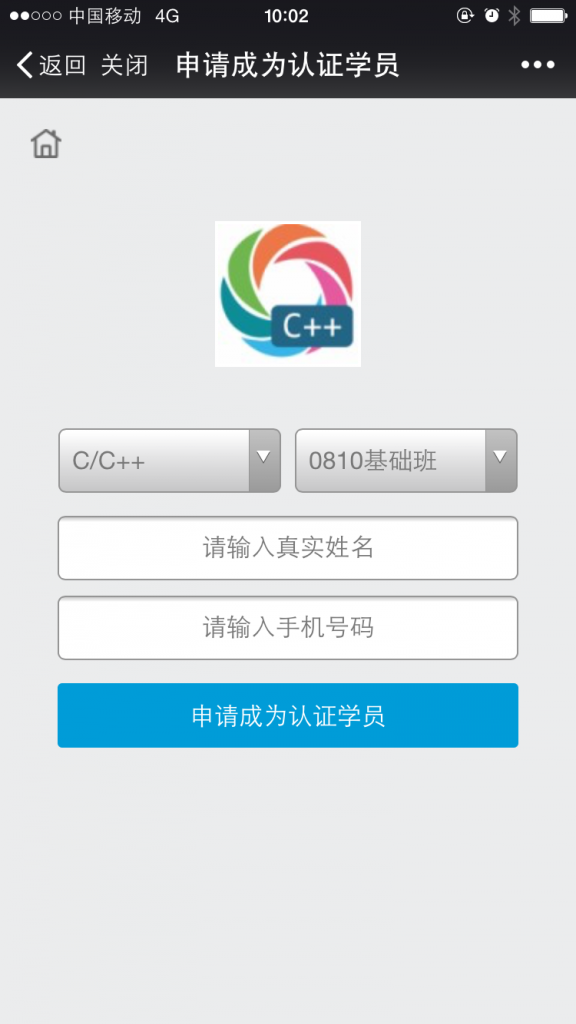 中国移动 4G 10:02
返回 关闭 申请成为认证学员
C++
C/C++ 0810基础班
请输入真实姓名
请输入手机号码
申请成为认证学员